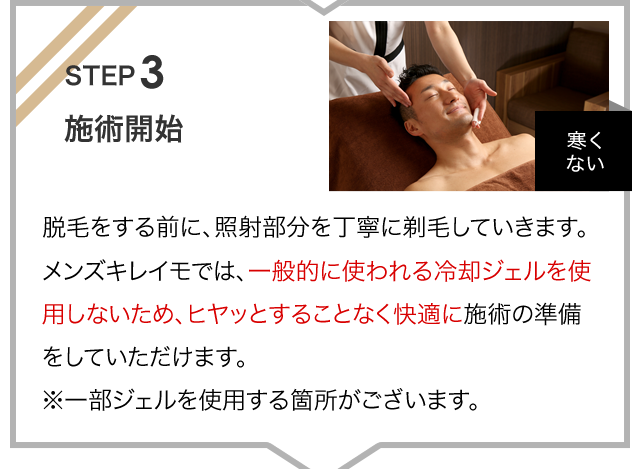 STEP 3
施術開始
寒く
ない
脱毛をする前に、照射部分を丁寧に剃毛していきます。
メンズキレイモでは、一般的に使われる冷却ジェルを使
用しないため、ヒヤッとすることなく快適に施術の準備
をしていただけます。
※一部ジェルを使用する箇所がございます。